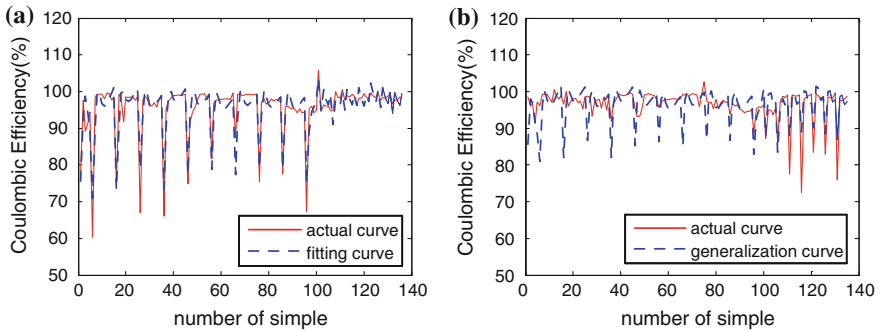 (a)
Coulombic Efficiency(%)
120
110
100
90
80
70
60
50
actual curve
fitting curve
0 20 40 60 80 100 120 140
number of simple
(b)
Coulombic Efficiency(%)
120
110
100
90
80
70
60
50
actual curve
generalization curve
0 20 40 60 80 100 120 140
number of simple